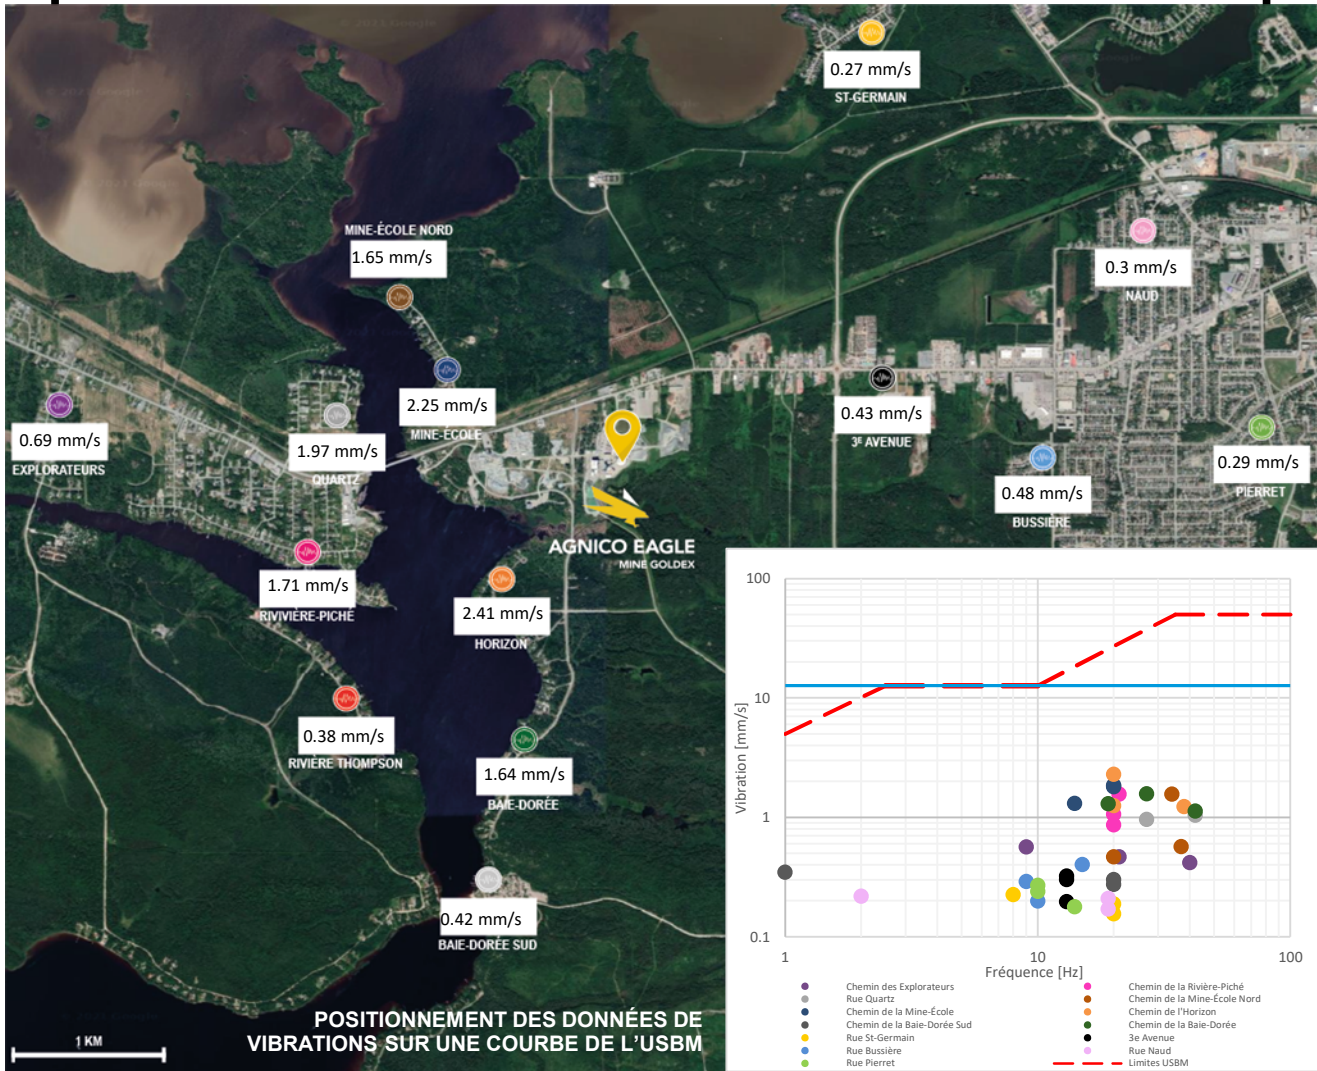 0.27 mm/s
ST-GERMAIN
MINE-ÉCOLE NORD
1.65 mm/s
0.3 mm/s
NAUD
2.25 mm/s
MINE-ÉCOLE
0.43 mm/s
3E AVENUE
0.69 mm/s
EXPLORATEURS
1.97 mm/s
QUARTZ
0.29 mm/s
PIERRET
0.48 mm/s
BUSSIÈRE
AGNICO EAGLE
MINE GOLDEX
1.71 mm/s
RIVIVIÈRE-PICHÉ
2.41 mm/s
HORIZON
0.38 mm/s
RIVIÈRE THOMPSON
1.64 mm/s
BAIE-DORÉE
0.42 mm/s
BAIE-DORÉE SUD
POSITIONNEMENT DES DONNÉES DE
VIBRATIONS SUR UNE COURBE DE L'USBM
1 KM
100
10
1
0.1
Vibration [mm/s]
1 10 100
Fréquence [Hz]
Chemin des Explorateurs
Chemin de la Rivière-Piché
Rue Quartz
Chemin de la Mine-École Nord
Chemin de la Mine-École
Chemin de l'Horizon
Chemin de la Baie-Dorée Sud
Chemin de la Baie-Dorée
Rue St-Germain
3e Avenue
Rue Bussière
Rue Naud
Rue Pierret
Limites USBM